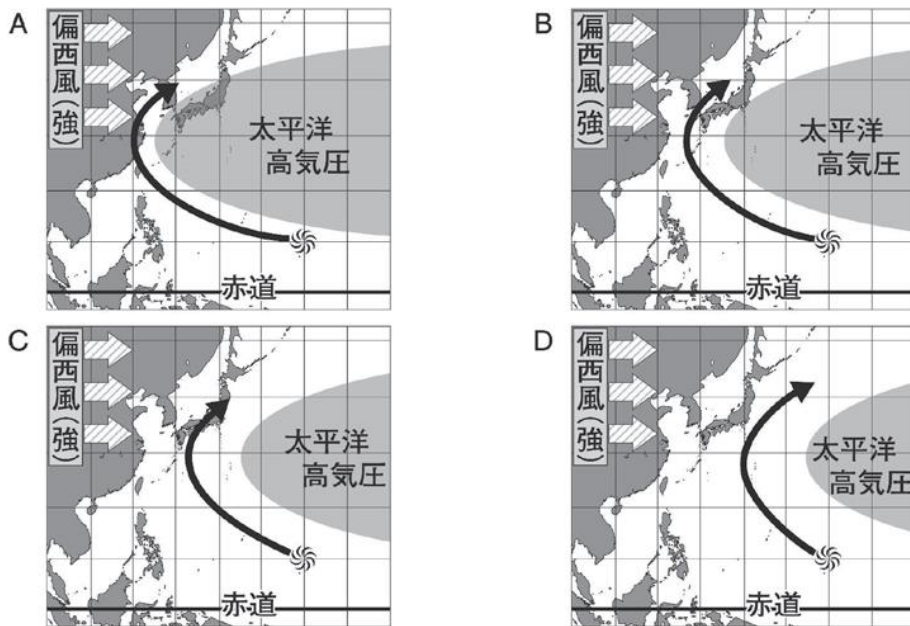 A
偏西風(強)
太平洋
高気圧
赤道
B
偏西風(強)
太平洋
高気圧
赤道
C
偏西風(強)
太平洋
高気圧
赤道
D
偏西風(強)
太平洋
高気圧
赤道